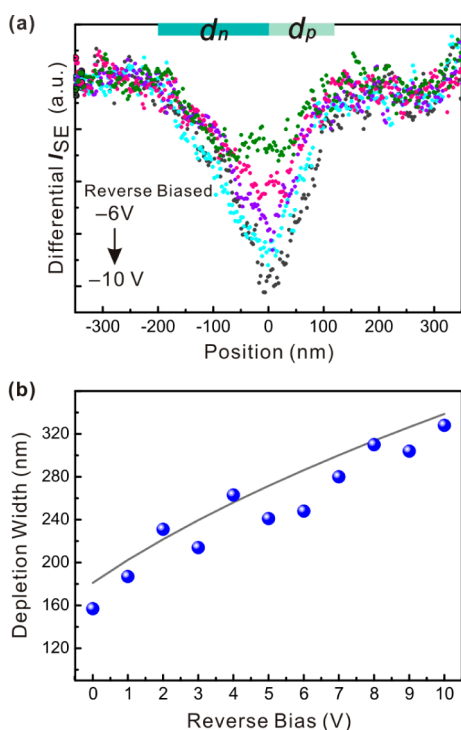 (a)
dn dp
Differential ISE (a.u.)
Reverse Biased
–6V
–10 V
-300 -200 -100 0 100 200 300
Position (nm)
(b)
Depletion Width (nm)
320
280
240
200
160
120
0 1 2 3 4 5 6 7 8 9 10
Reverse Bias (V)